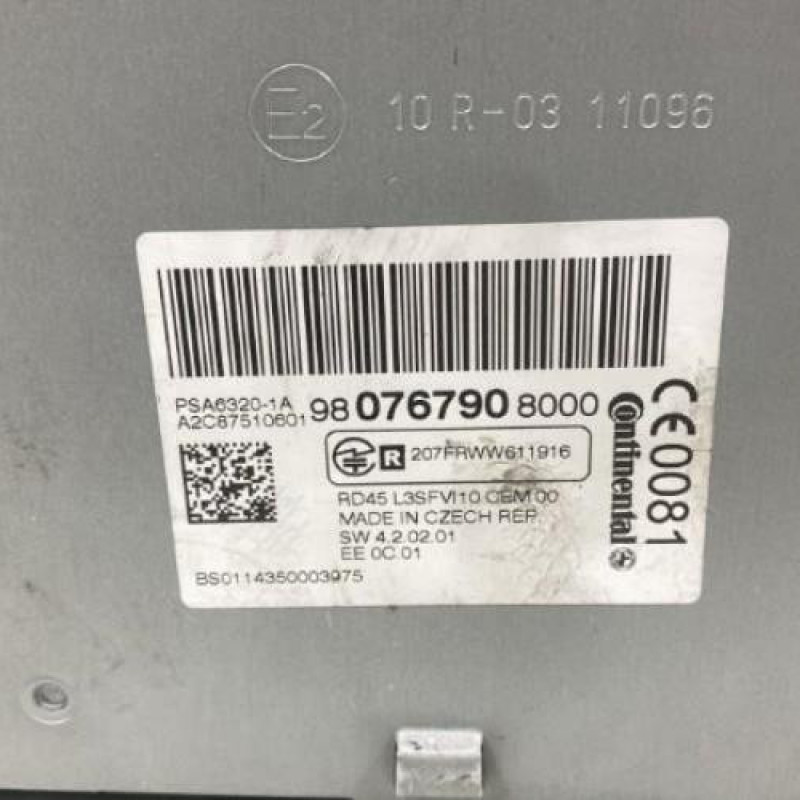 E2 10 R-03 11096
PSA6320-1A
A2C87510601
98 076790 8000
R 207FRWW611916
RD45 L3SFVI10 CBM 00
MADE IN CZECH REP.
SW 4.2.02.01
EE 0C.01
BS0114350003975
Continental
CE0081